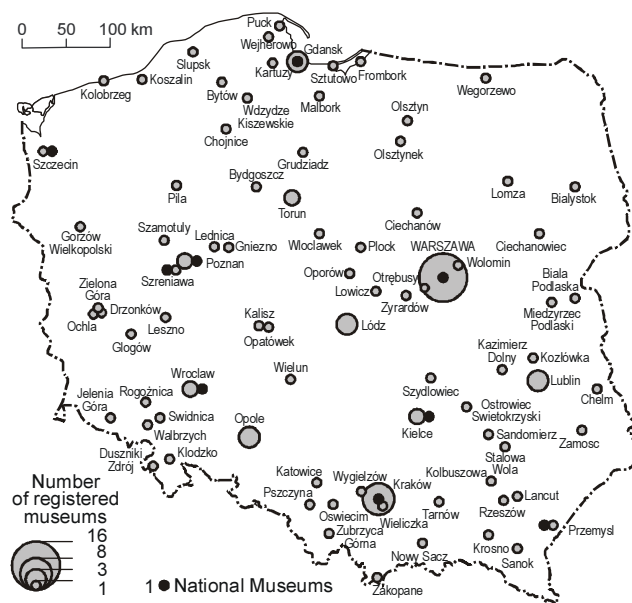 0 50 100 km
Puck
Wejherowo
Gdansk
Slupsk
Kartuzy
Sztutowo
Frombork
Koszalin
Kolobrzeg
Bytów
Wegorzewo
Malbork
Wdzydze
Kiszewskie
Olsztyn
Chojnice
Olsztynek
Szczecin
Grudziadz
Bydgoszcz
Lomza
Bialystok
Pila
Torun
Ciechanów
Gorzów
Wielkopolski
Szamotuly
Lednica
Gniezno
Wloclawek
Plock
WARSZAWA
Ciechanowiec
Poznan
Wolomin
Szreniawa
Oporów
Otrębusy
Zielona
Góra
Lowicz
Biala
Podlaska
Zyrardów
Drzonków
Ochla
Leszno
Kalisz
Miedzyrzec
Podlaski
Lódz
Glogów
Opatówek
Kazimierz
Dolny
Kozlówka
Wroclaw
Wielun
Szydlowiec
Lublin
Jelenia
Góra
Rogoźnica
Chelm
Swidnica
Ostrowiec
Swietokrzyski
Walbrzych
Opole
Kielce
Sandomierz
Zamosc
Duszniki
Zdrój
Klodzko
Stalowa
Wola
Katowice
Wygielzów
Kraków
Kolbuszowa
Pszczyna
Lancut
Oswiecim
Tarnów
Rzeszów
Wieliczka
Przemysl
Zubrzyca
Górna
Nowy Sacz
Krosno
Sanok
Zakopane
Number
of registered
museums
16
8
3
1
1 National Museums